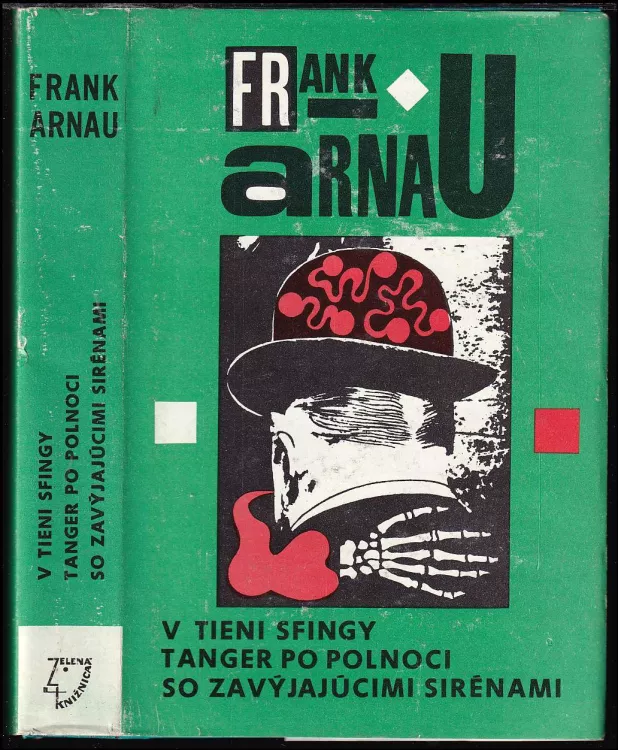 FRANK
ARNAU
V TIENI SFINGY
TANGER PO POLNOCI
SO ZAVÝJAJÚCIMI SIRÉNAMI
ZELENÁ
KNIŽNICA
FRANK
aRNAU
V TIENI SFINGY
TANGER PO POLNOCI
SO ZAVÝJAJÚCIMI SIRÉNAMI